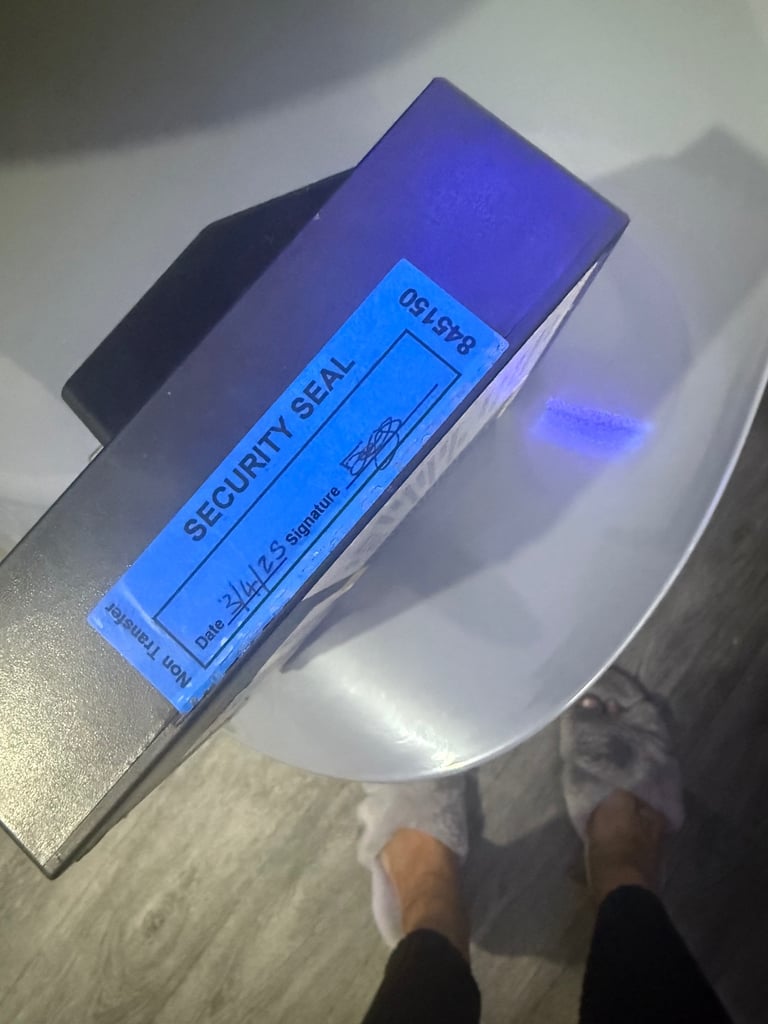 845150
SECURITY SEAL
Date 3/4/25 Signature
Non Transfer